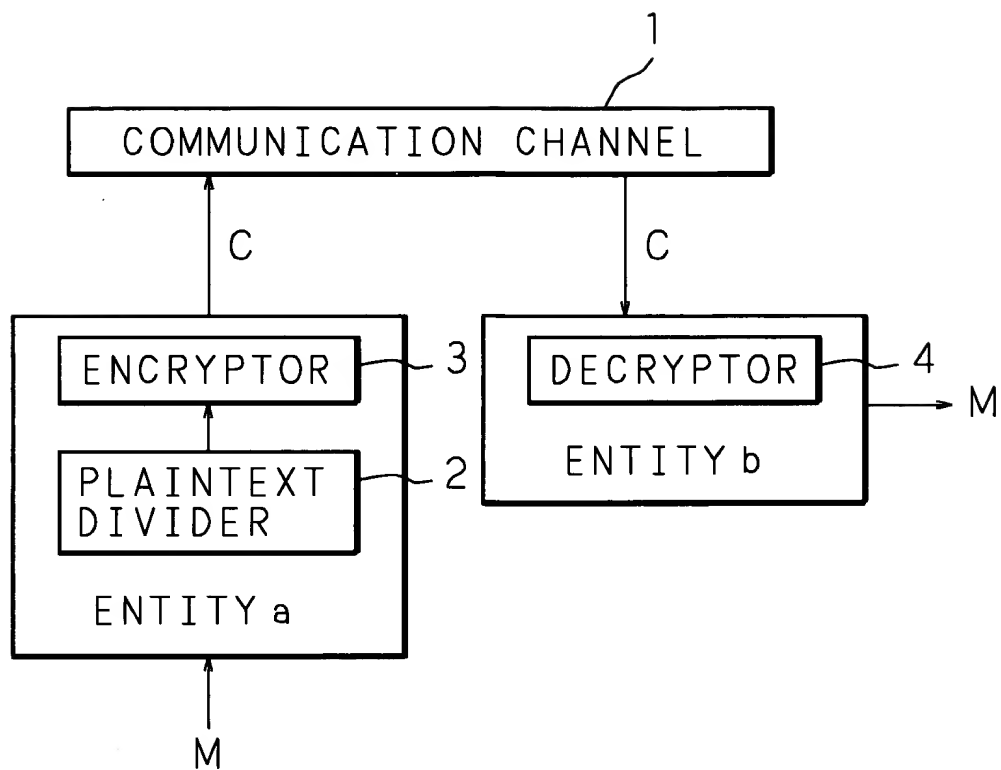 1
COMMUNICATION CHANNEL
C
C
ENCRYPTOR
3
DECRYPTOR
4
M
PLAINTEXT
DIVIDER
2
ENTITY b
ENTITY a
M